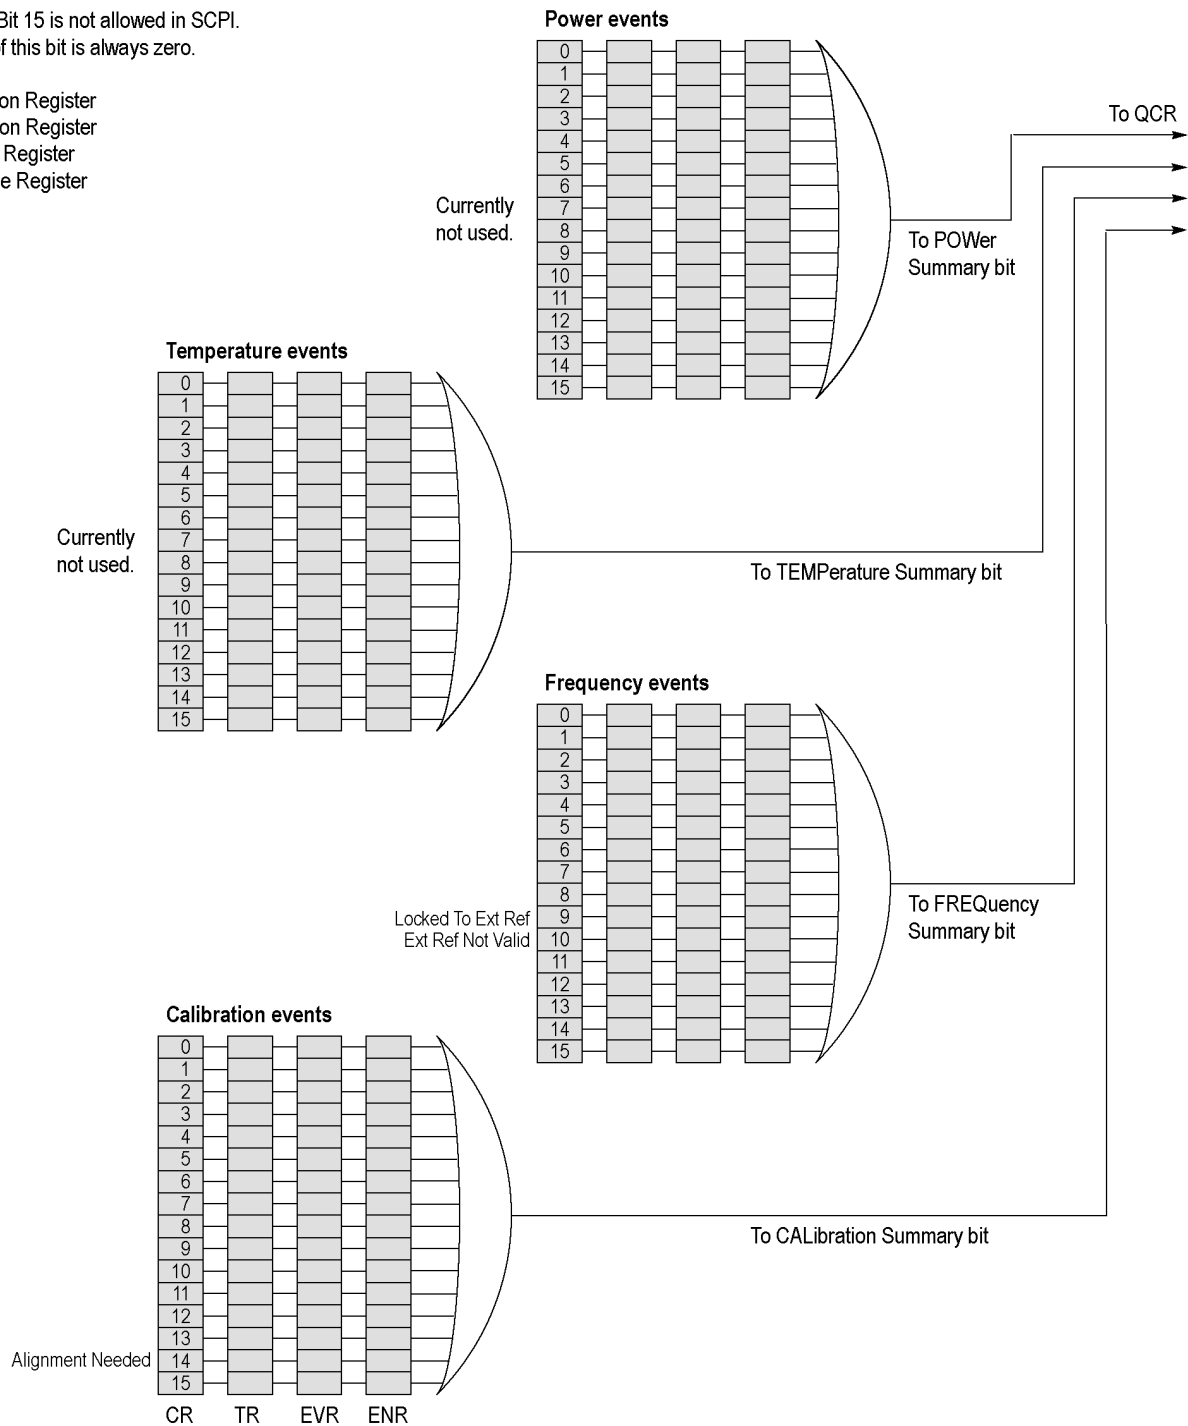 Bit 15 is not allowed in SCPI.
of this bit is always zero.
on Register
on Register
Register
e Register
Power events
0
1
2
3
4
5
6
7
8
9
10
11
12
13
14
15
Currently
not used.
To QCR
To POWer
Summary bit
Temperature events
0
1
2
3
4
5
6
7
8
9
10
11
12
13
14
15
Currently
not used.
To TEMPerature Summary bit
Frequency events
0
1
2
3
4
5
6
7
8
9
10
11
12
13
14
15
Locked To Ext Ref
Ext Ref Not Valid
To FREQuency
Summary bit
Calibration events
0
1
2
3
4
5
6
7
8
9
10
11
12
13
14
15
Alignment Needed
To CALibration Summary bit
CR TR EVR ENR